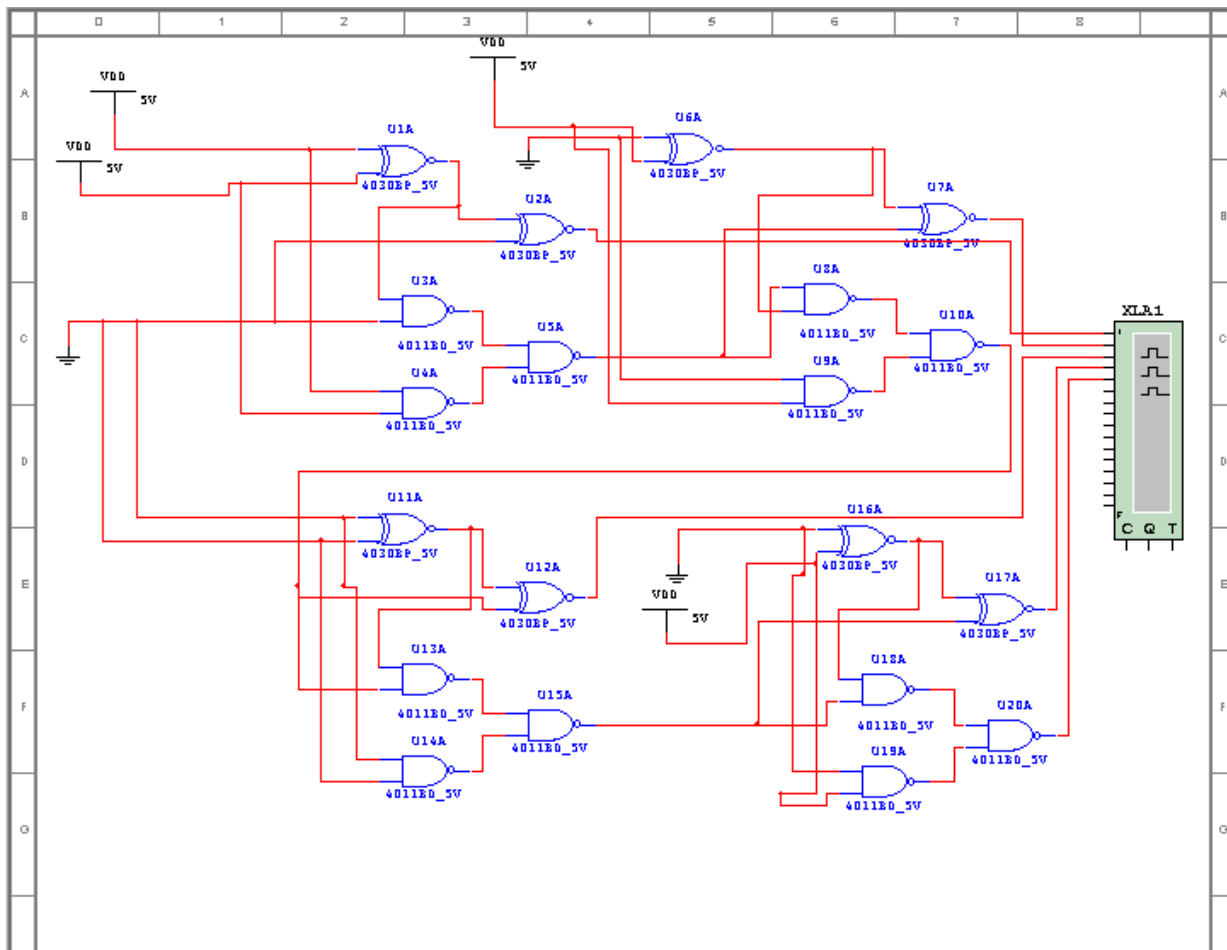 0 1 2 3 4 5 6 7 8
VDD
5V
VDD
5V
VDD
5V
A
A
U1A
4030BP_5V
U6A
4030BP_5V
B
B
U2A
4030BP_5V
U7A
4030BP_5V
C
C
U3A
4011BD_5V
U5A
4011BD_5V
U4A
4011BD_5V
U8A
4011BD_5V
U10A
4011BD_5V
U9A
4011BD_5V
XLA1
1
F
C Q T
D
D
U11A
4030BP_5V
U16A
4030BP_5V
E
E
U12A
4030BP_5V
VDD
5V
U17A
4030BP_5V
U13A
4011BD_5V
U18A
4011BD_5V
F
F
U15A
4011BD_5V
U20A
4011BD_5V
U14A
4011BD_5V
U19A
4011BD_5V
G
G